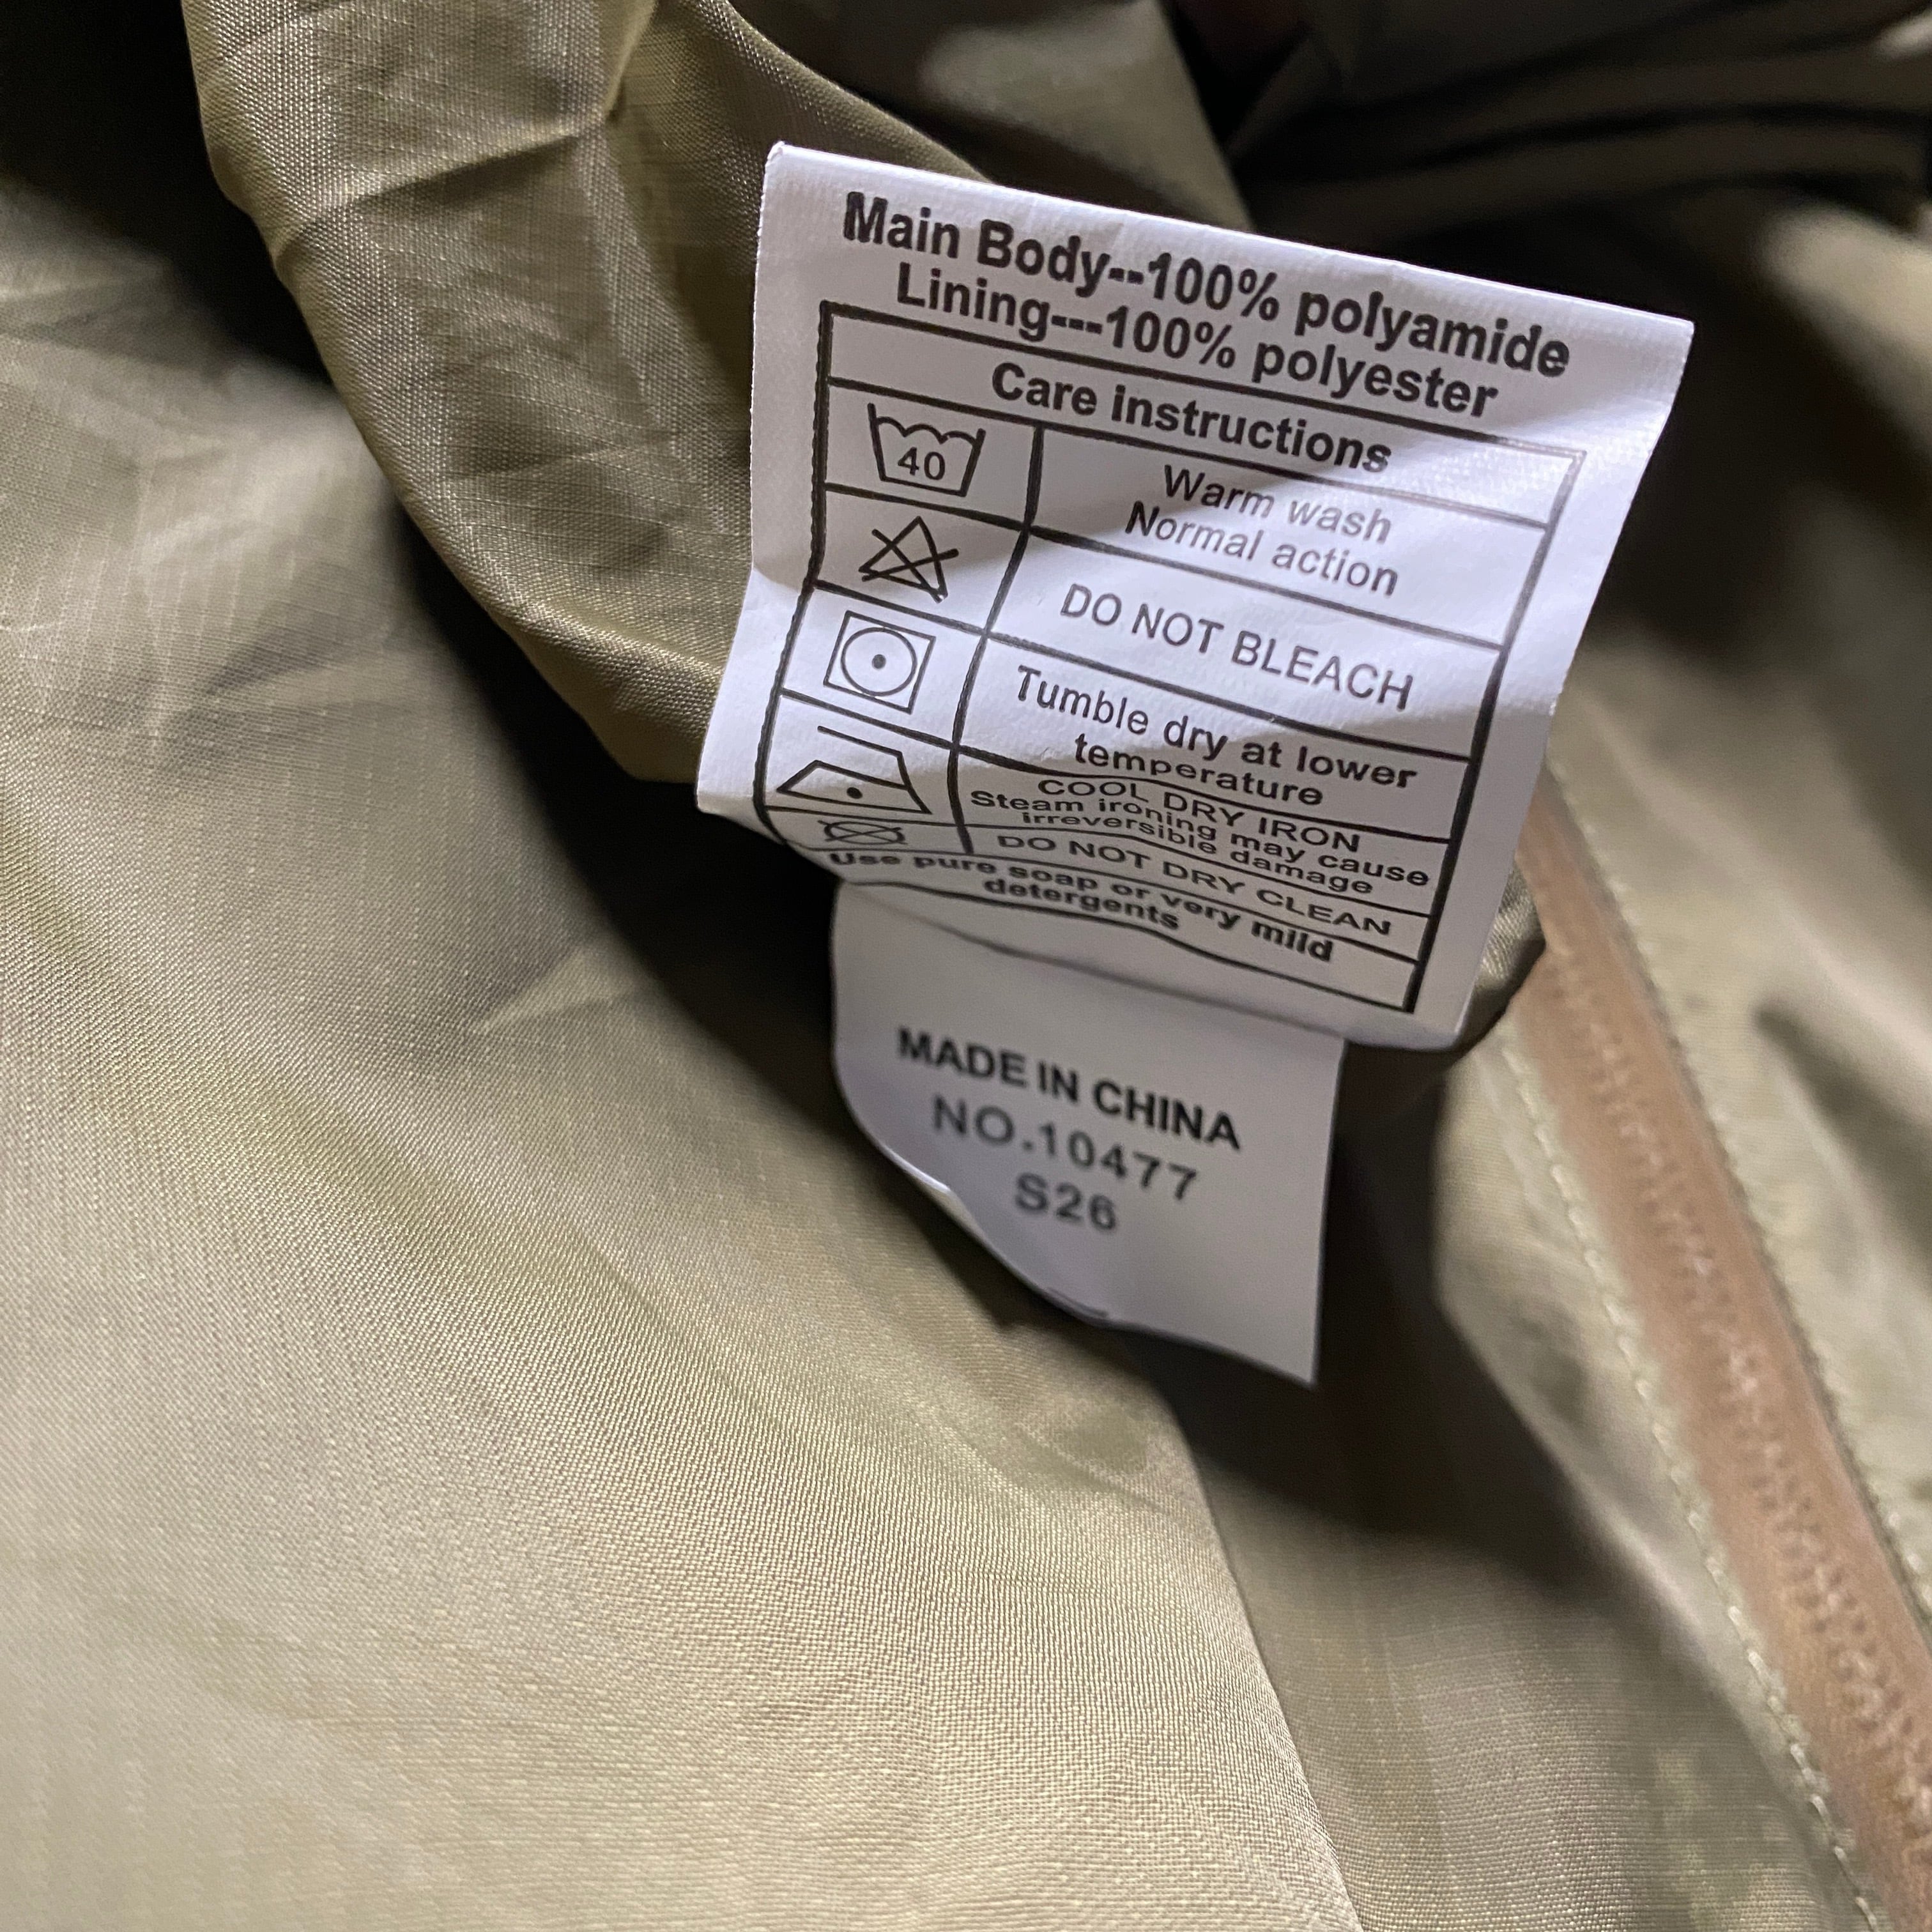 Main Body--100% polyamide
Lining---100% polyester
Care instructions
40
Warm wash
Normal action
DO NOT BLEACH
Tumble dry at lower
temperature
COOL DRY IRON
Steam ironing may cause
irreversible damage
DO NOT DRY CLEAN
Use pure soap or very mild
detergents
MADE IN CHINA
NO.10477
S26